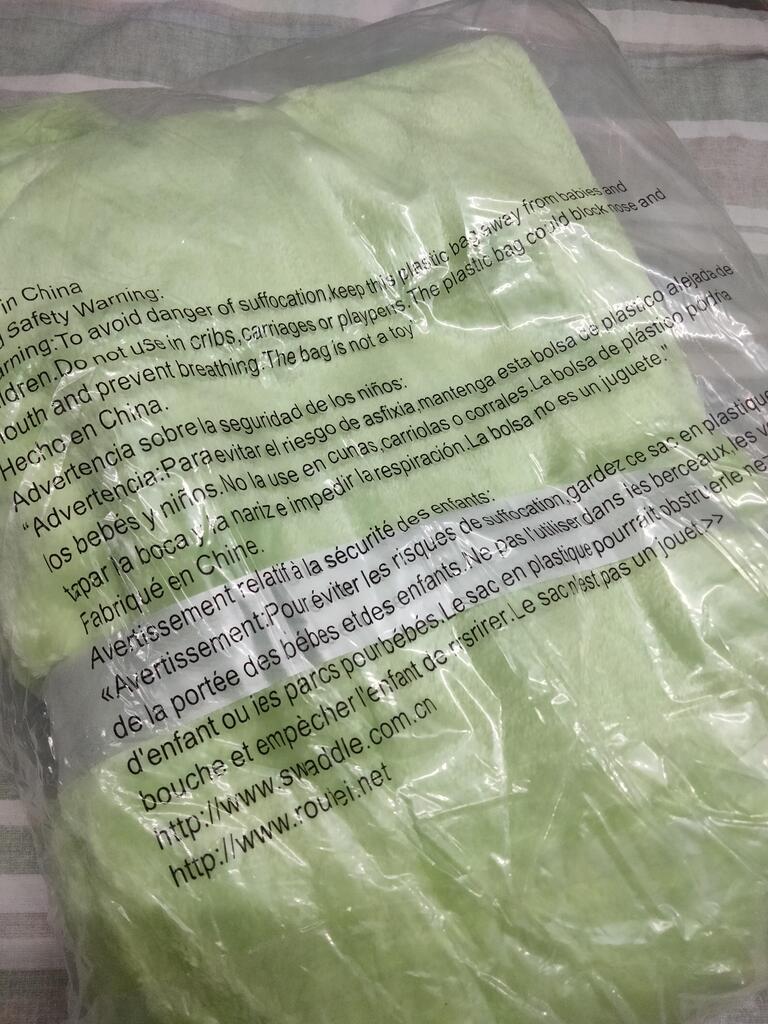 in China
Safety Warning:
rning:To avoid danger of suffocation,keep this plastic bag away from babies and
ldren.Do not use in cribs,carriages or playpens.The plastic bag could block nose and
outh and prevent breathing.The bag is not a toy"
Hecho en China.
Advertencia sobre la seguridad de los niños:
"Advertencia:Para evitar el riesgo de asfixia,mantenga esta bolsa de plástico alejada de
los bebés y niños.No la use en cunas,carriolas o corrales.La bolsa de plástico podria
tapar la boca y la nariz e impedir la respiración.La bolsa no es un juguete."
Fabriqué en Chine.
Avertissement relatif à la sécurité des enfants:
«Avertissement:Pour éviter les risques de suffocation,gardez ce sac en plastique
de la portée des bébes et des enfants.Ne pas l'utiliser dans les berceaux,les v
d'enfant ou les parcs pour bébés.Le sac en plastique pourrait obstruer le nez
bouche et empècher l'enfant de risrirer.Le sac n'est pas un jouet.>>
http://www.swaddle.com.cn
http://www.rouiei.net